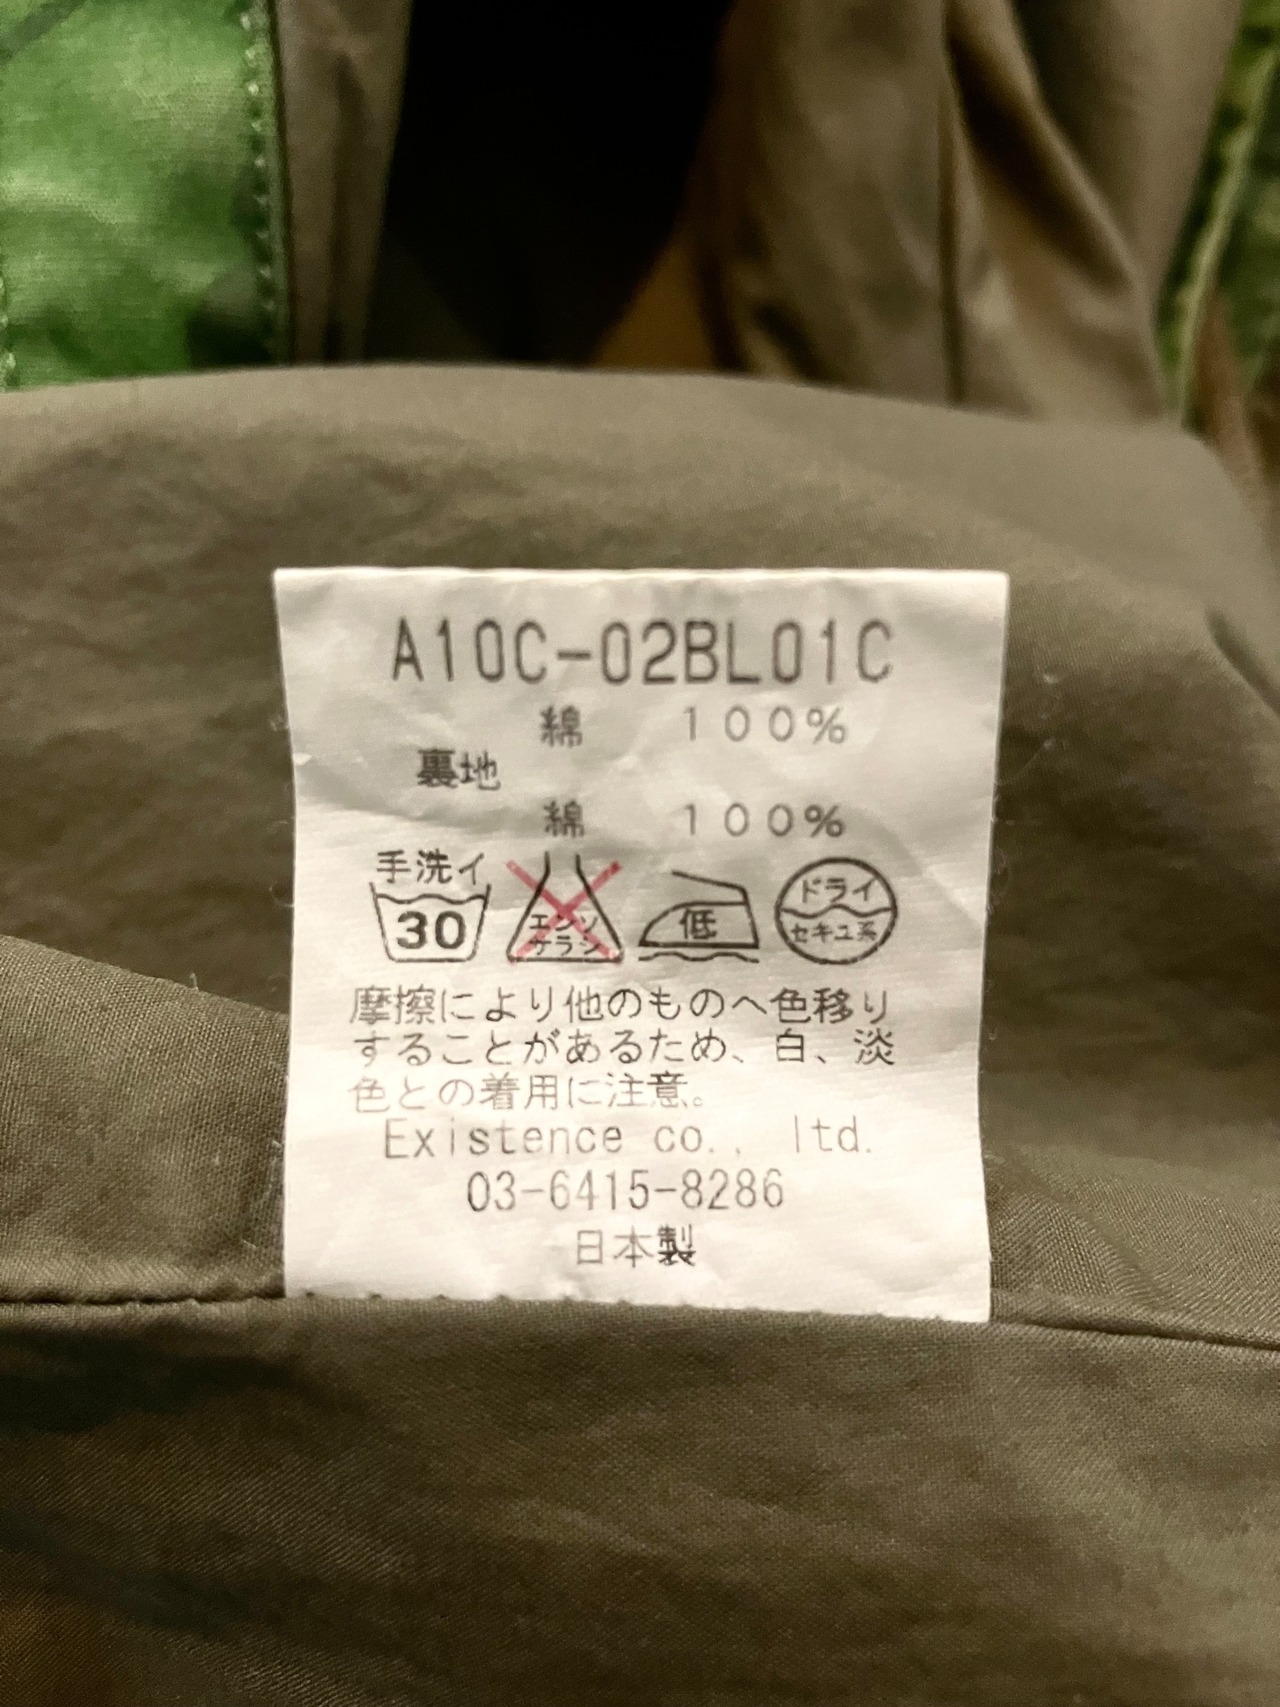 A10C-02BL01C
綿 100%
裏地
綿 100%
手洗イ
30
エンソ
サラシ
低
ドライ
セキユ系
摩擦により他のものへ色移り
することがあるため、白、淡
色との着用に注意。
Existence co., ltd.
03-6415-8286
日本製